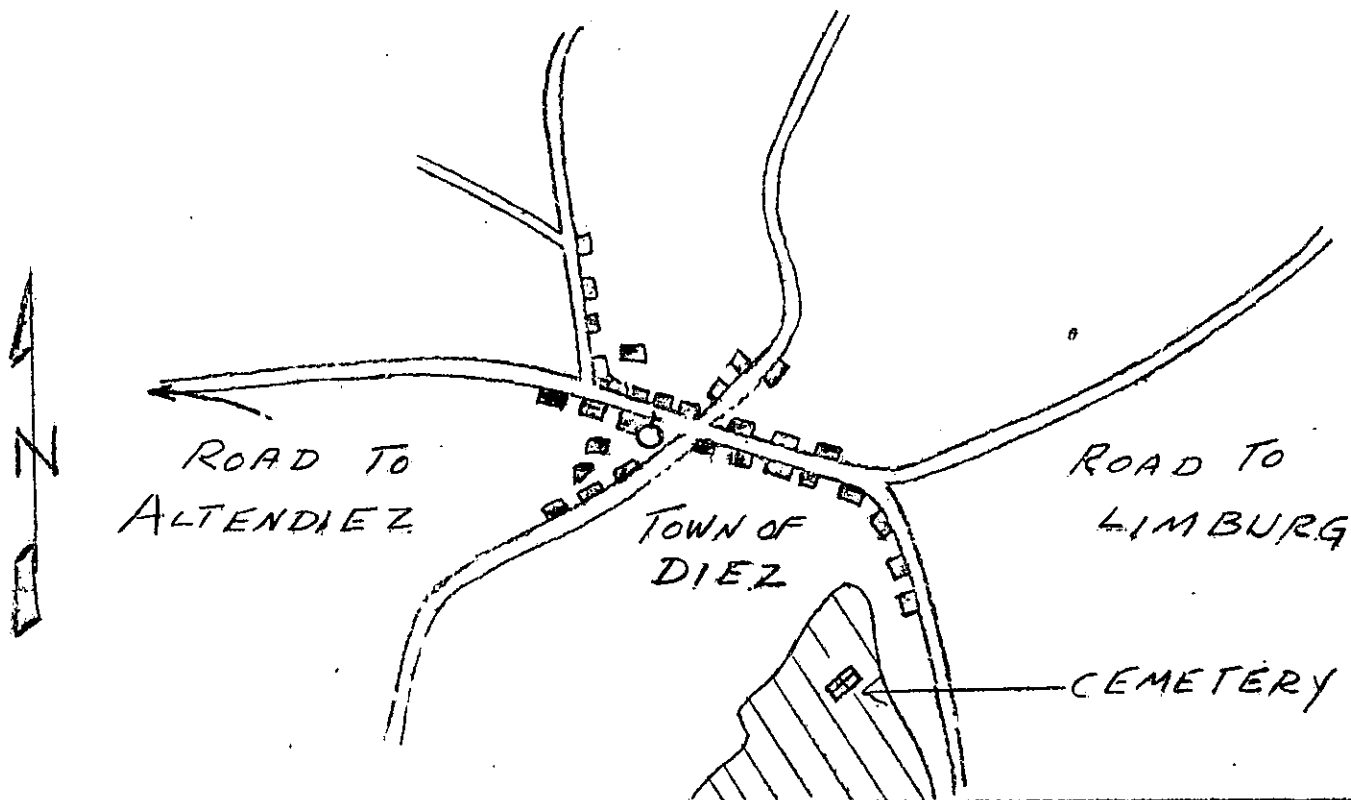 N
ROAD TO
ALTENDIEZ
TOWN OF
DIEZ
ROAD TO
LIMBURG
CEMETERY